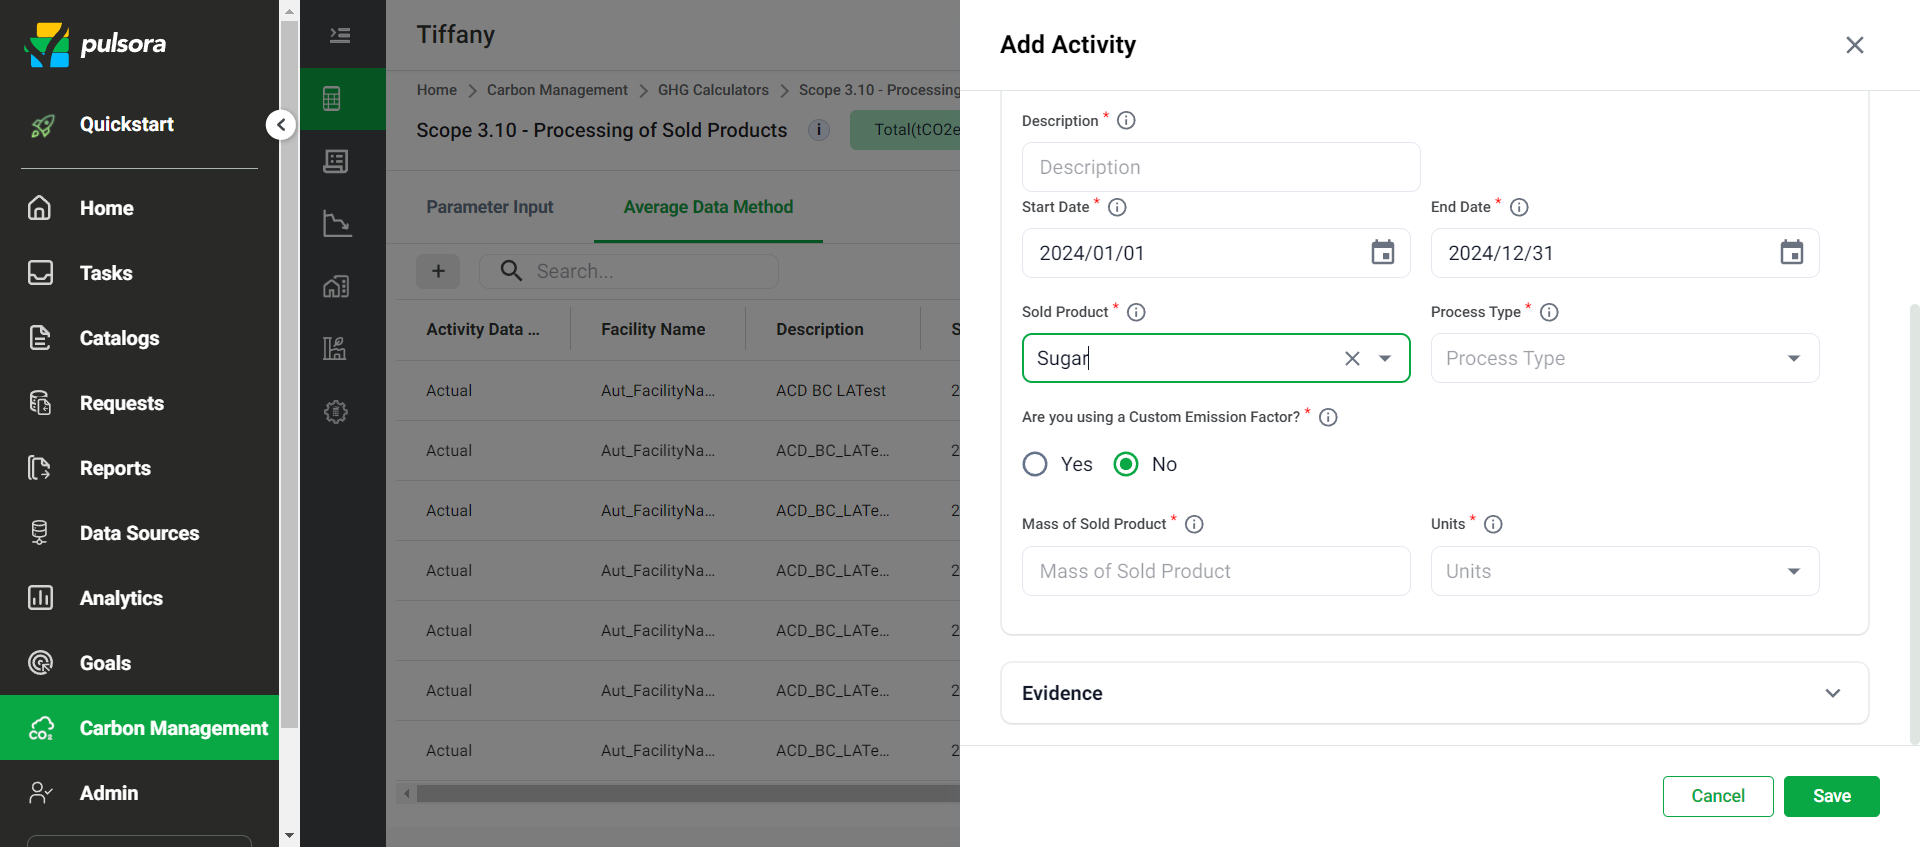 pulsora
Quickstart
Home
Tasks
Catalogs
Requests
Reports
Data Sources
Analytics
Goals
CO₂
Carbon Management
Admin
Tiffany
Home > Carbon Management > GHG Calculators > Scope 3.10 - Processing
Scope 3.10 - Processing of Sold Products i Total(tCO2e
Parameter Input Average Data Method
+ Search...
Activity Data ... Facility Name Description S
Actual Aut_FacilityNa... ACD BC LATest 2
Actual Aut_FacilityNa... ACD_BC_LATe... 2
Actual Aut_FacilityNa... ACD_BC_LATe... 2
Actual Aut_FacilityNa... ACD_BC_LATe... 2
Actual Aut_FacilityNa... ACD_BC_LATe... 2
Actual Aut_FacilityNa... ACD_BC_LATe... 2
Actual Aut_FacilityNa... ACD_BC_LATe... 2
Add Activity
Description *
Description
Start Date * End Date *
2024/01/01 2024/12/31
Sold Product * Process Type *
Sugar Process Type
Are you using a Custom Emission Factor? *
Yes No
Mass of Sold Product * Units *
Mass of Sold Product Units
Evidence
Cancel Save